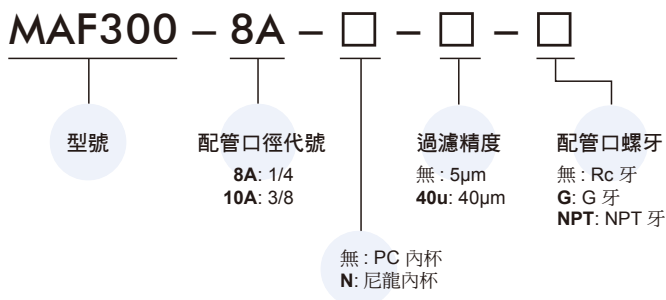 MAF300 – 8A – □ – □ – □
型號
配管口徑代號
8A: 1/4
10A: 3/8
無 : PC 內杯
N: 尼龍內杯
過濾精度
無 : 5µm
40u: 40µm
配管口螺牙
無 : Rc 牙
G: G 牙
NPT: NPT 牙